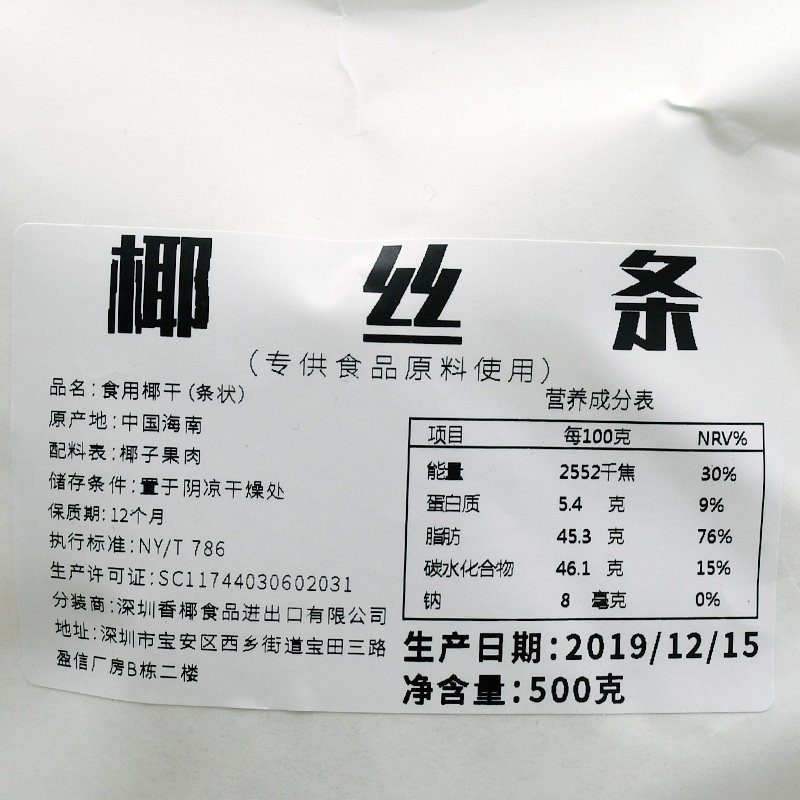 椰丝条
(专供食品原料使用)
品名:食用椰干(条状)
原产地:中国海南
配料表:椰子果肉
储存条件:置于阴凉干燥处
保质期:12个月
执行标准:NY/T 786
生产许可证:SC11744030602031
分装商:深圳香椰食品进出口有限公司
地址:深圳市宝安区西乡街道宝田三路
盈信厂房B栋二楼
营养成分表
项目 每100克 NRV%
能量 2552千焦 30%
蛋白质 5.4 克 9%
脂肪 45.3 克 76%
碳水化合物 46.1 克 15%
钠 8 毫克 0%
生产日期:2019/12/15
净含量:500克